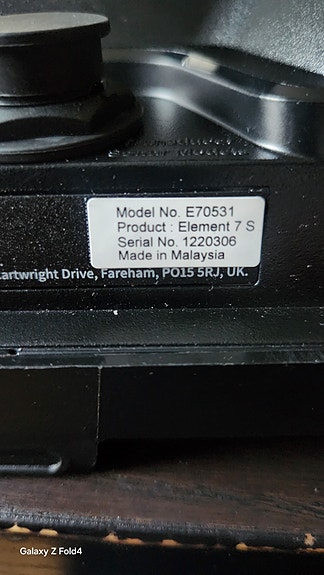 Model No. E70531
Product : Element 7 S
Serial No. 1220306
Made in Malaysia
Cartwright Drive, Fareham, PO15 5RJ, UK.
Galaxy Z Fold4